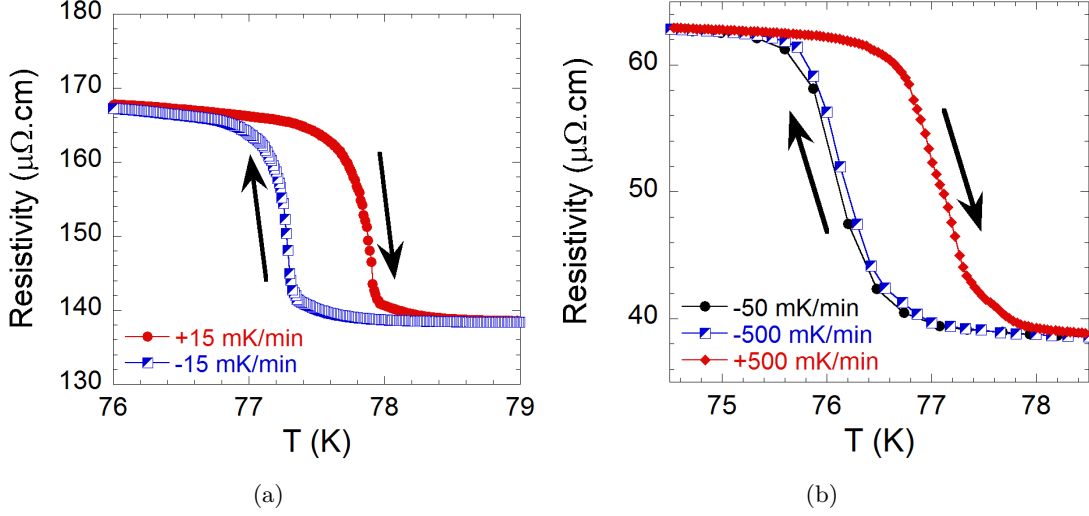 180
170
160
150
140
130
Resistivity (μΩ.cm)
+15 mK/min
-15 mK/min
76
77
78
79
T (K)
(a)
60
50
40
Resistivity (μΩ.cm)
-50 mK/min
-500 mK/min
+500 mK/min
75
76
77
78
T (K)
(b)